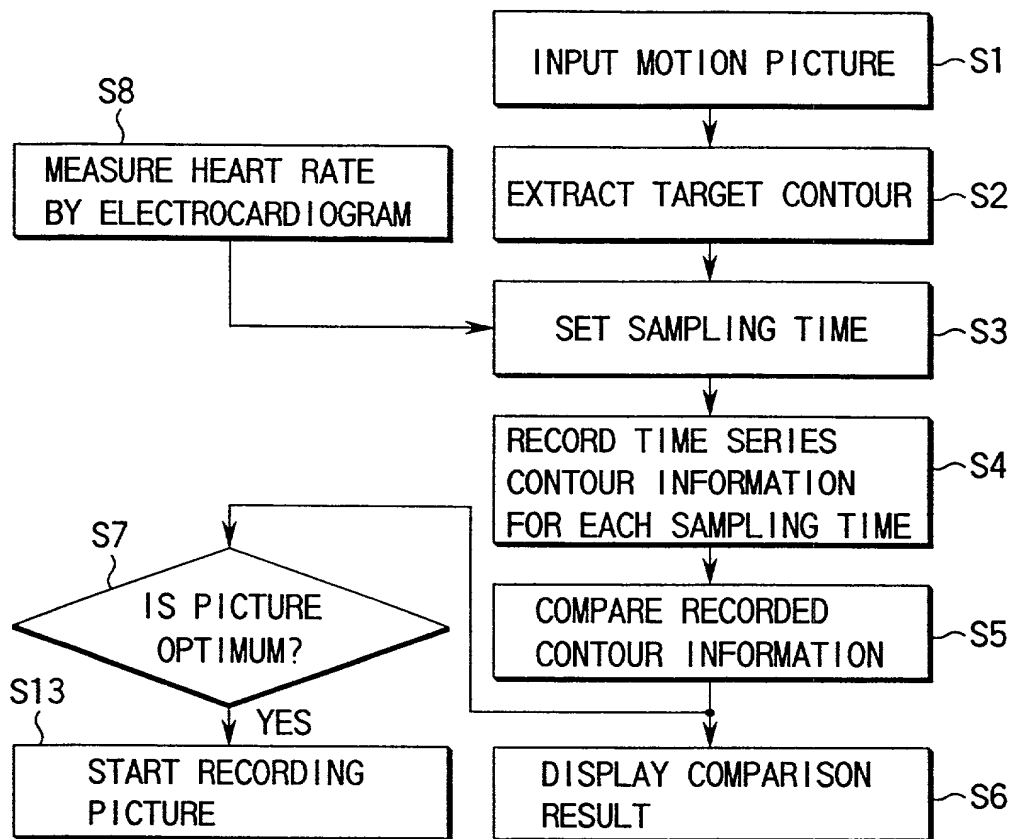 INPUT MOTION PICTURE
S1
S8
MEASURE HEART RATE
BY ELECTROCARDIOGRAM
EXTRACT TARGET CONTOUR
S2
SET SAMPLING TIME
S3
RECORD TIME SERIES
CONTOUR INFORMATION
FOR EACH SAMPLING TIME
S4
S7
IS PICTURE
OPTIMUM?
COMPARE RECORDED
CONTOUR INFORMATION
S5
S13
YES
START RECORDING
PICTURE
DISPLAY COMPARISON
RESULT
S6